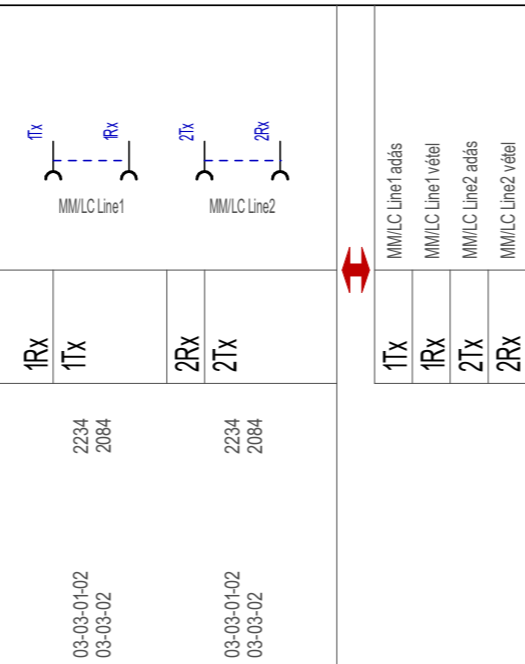 1Tx
1Rx
2Tx
2Rx
MM/LC Line1
MM/LC Line2
MM/LC Line1 adás
MM/LC Line1 vétel
MM/LC Line2 adás
MM/LC Line2 vétel
1Rx
1Tx
2Rx
2Tx
1Tx
1Rx
2Tx
2Rx
2234
2084
2234
2084
03-03-01-02
03-03-02
03-03-01-02
03-03-02